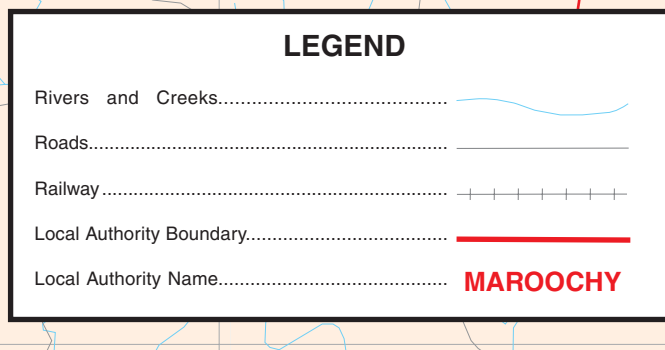 LEGEND
Rivers and Creeks.........................................
Roads................................................................
Railway..............................................................
Local Authority Boundary....................................
Local Authority Name......................................... MAROOCHY